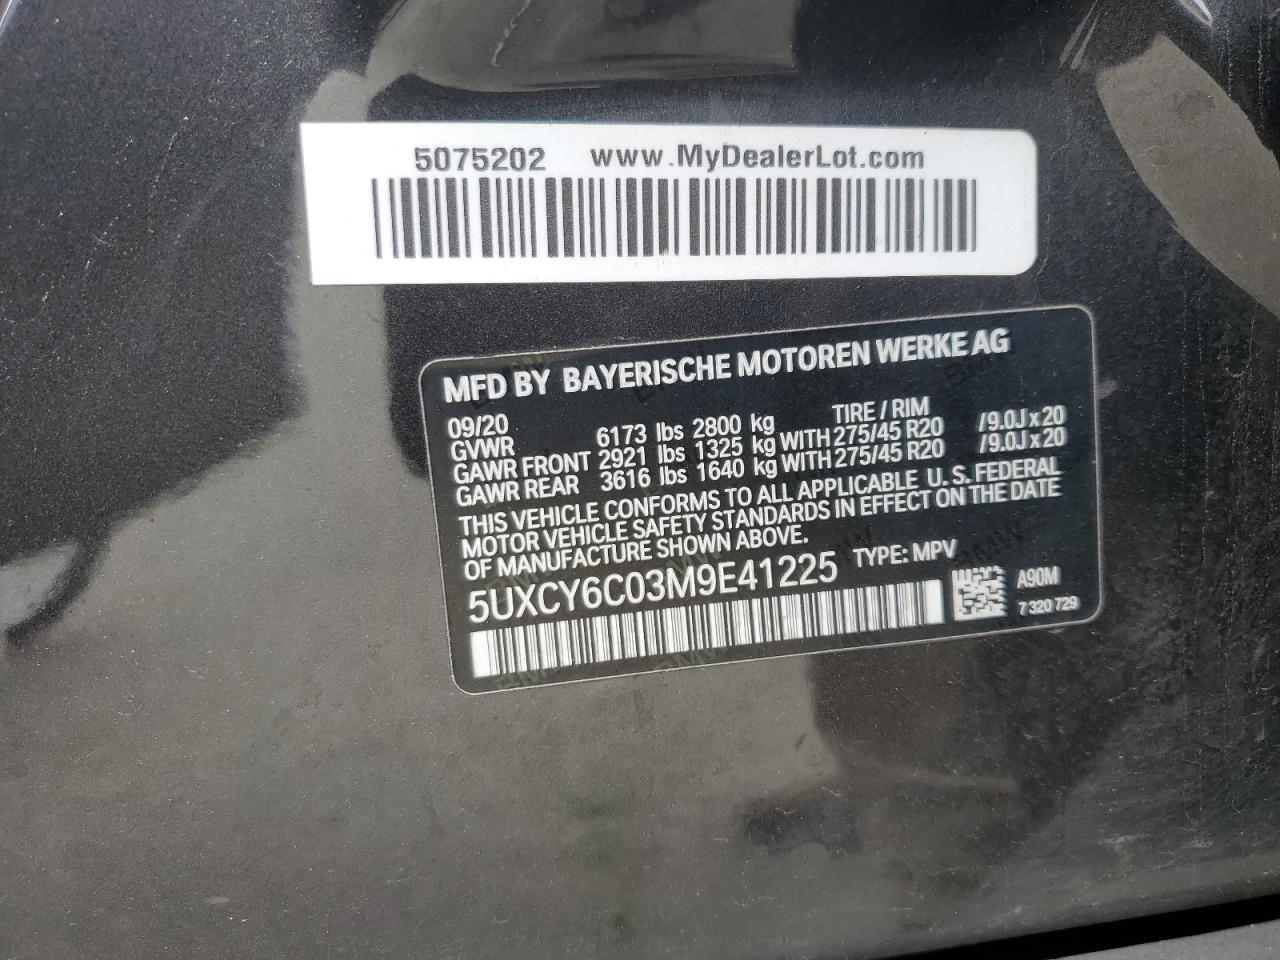 5075202 www.MyDealerLot.com
MFD BY BAYERISCHE MOTOREN WERKE AG
09/20 TIRE / RIM
GVWR 6173 lbs 2800 kg
GAWR FRONT 2921 lbs 1325 kg WITH 275/45 R20 /9.0J x 20
GAWR REAR 3616 lbs 1640 kg WITH 275/45 R20 /9.0J x 20
THIS VEHICLE CONFORMS TO ALL APPLICABLE U.S. FEDERAL
MOTOR VEHICLE SAFETY STANDARDS IN EFFECT ON THE DATE
OF MANUFACTURE SHOWN ABOVE.
5UXCY6C03M9E41225 TYPE: MPV
A90M
7 320 729